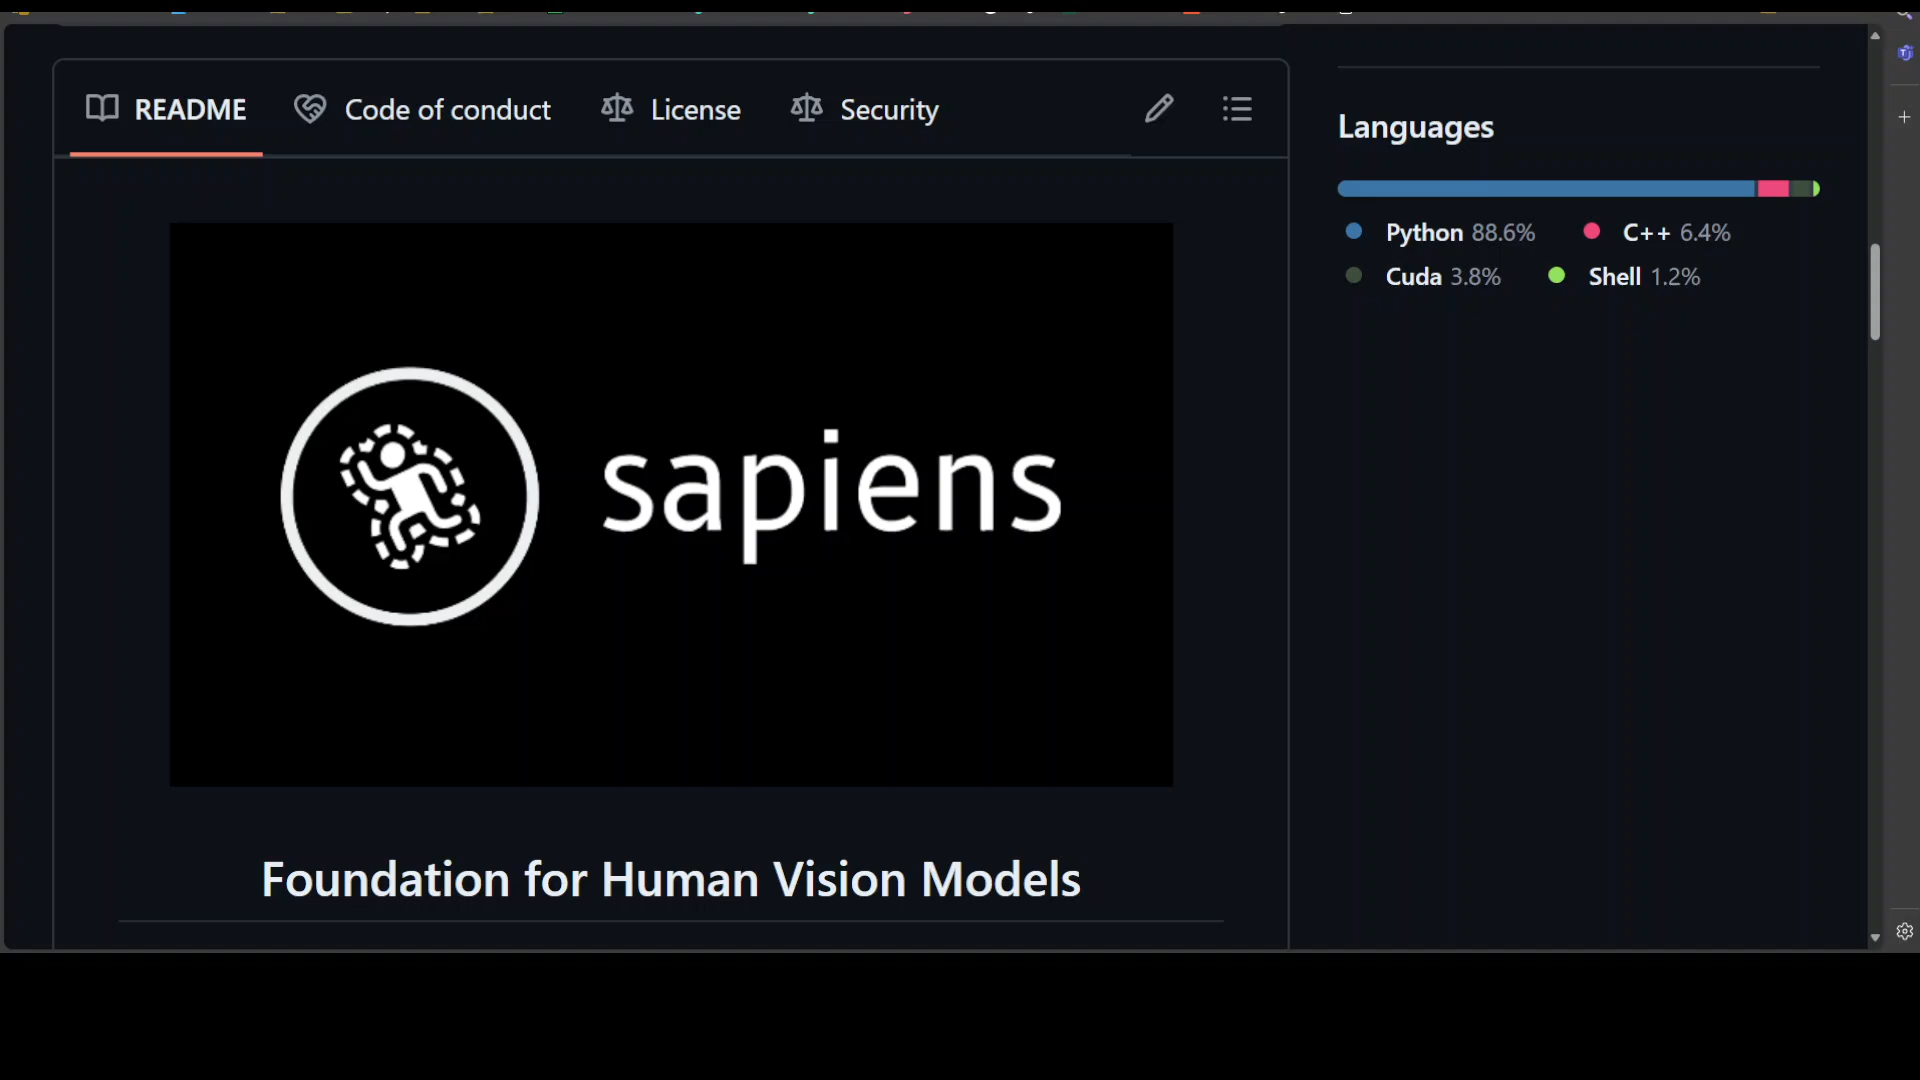 README Code of conduct License Security
Languages
Python 88.6% C++ 6.4%
Cuda 3.8% Shell 1.2%
sapiens
Foundation for Human Vision Models